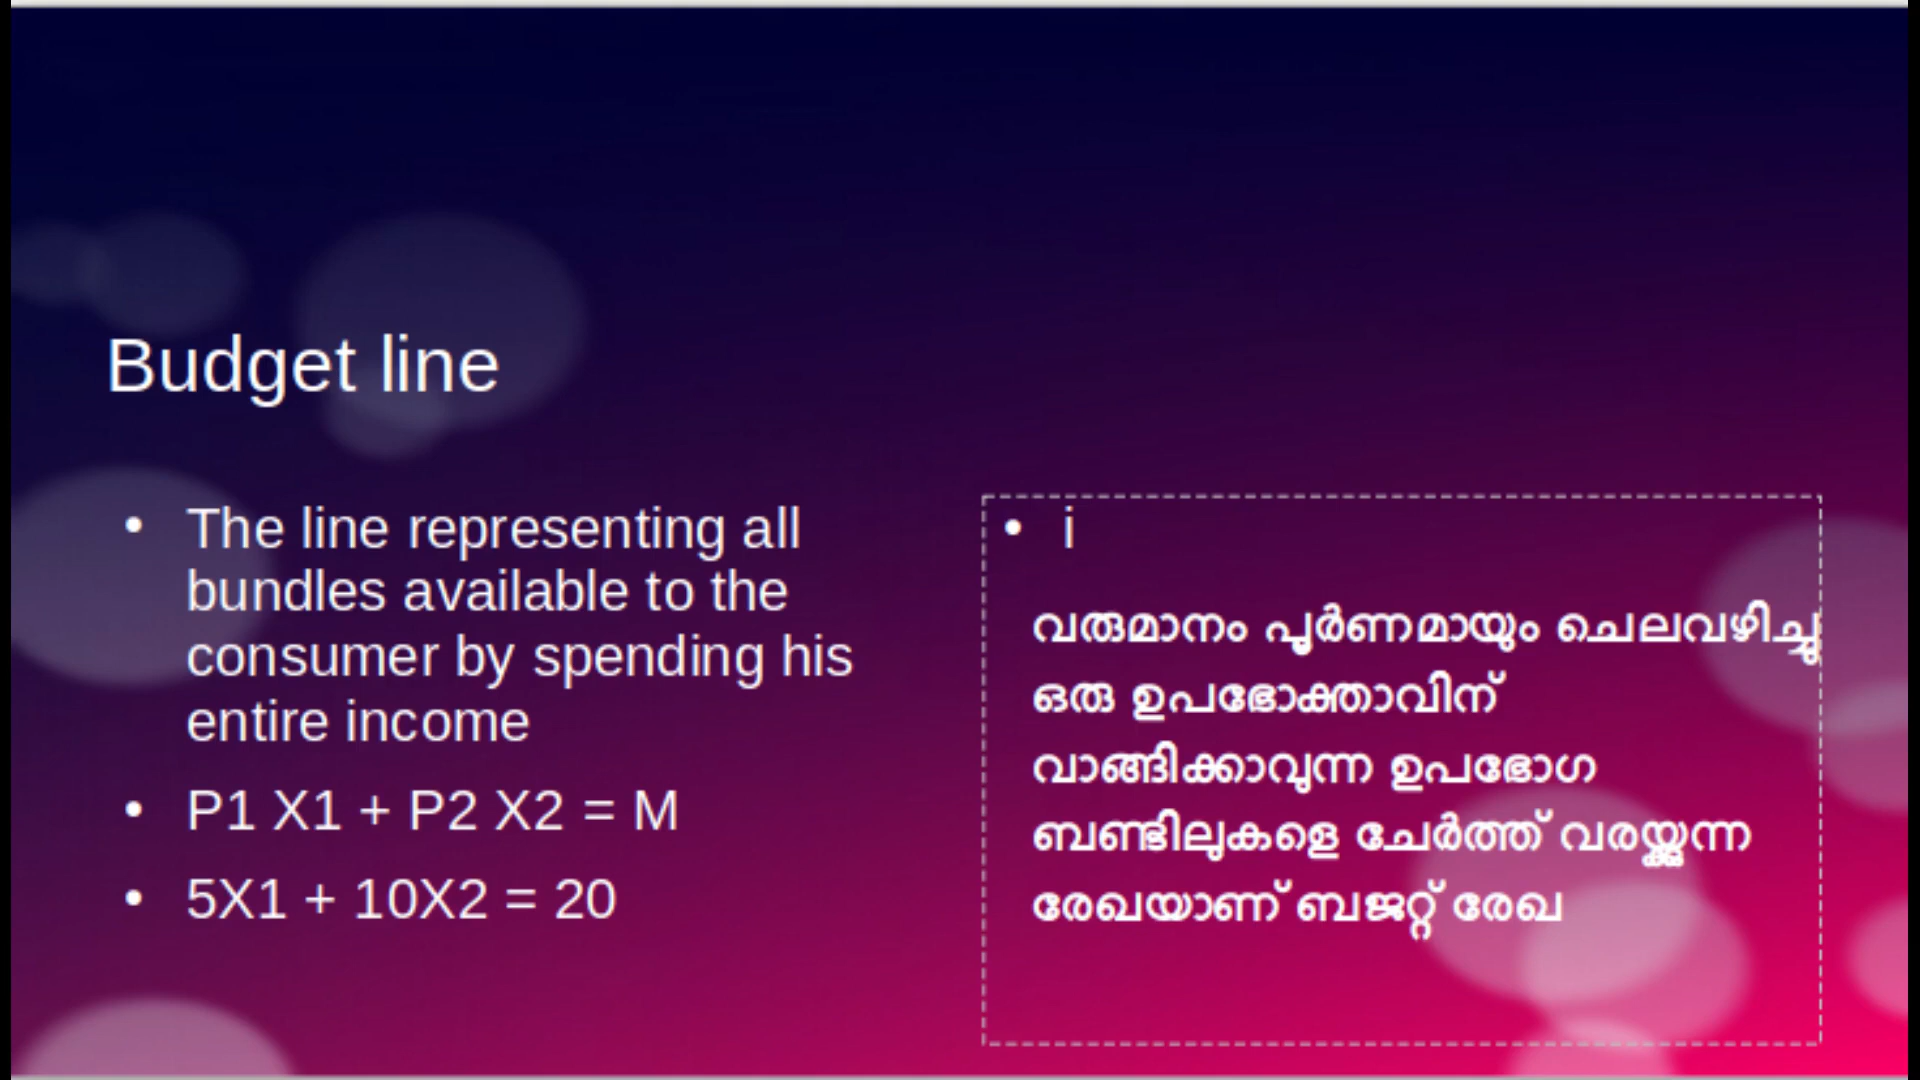 Budget line
• The line representing all
bundles available to the
consumer by spending his
entire income
• P1 X1 + P2 X2 = M
• 5X1 + 10X2 = 20
• i
വരുമാനം പൂർണമായും ചെലവഴിച്ചു
ഒരു ഉപഭോക്താവിന്
വാങ്ങിക്കാവുന്ന ഉപഭോഗ
ബണ്ടിലുകളെ ചേർത്ത് വരയ്ക്കുന്ന
രേഖയാണ് ബജറ്റ് രേഖ